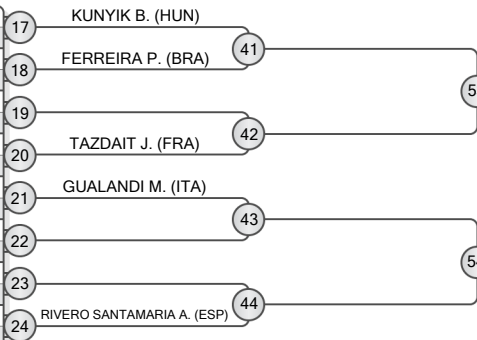 17
KUNYIK B. (HUN)
41
18
FERREIRA P. (BRA)
19
42
20
TAZDAIT J. (FRA)
21
GUALANDI M. (ITA)
43
22
23
44
24
RIVERO SANTAMARIA A. (ESP)